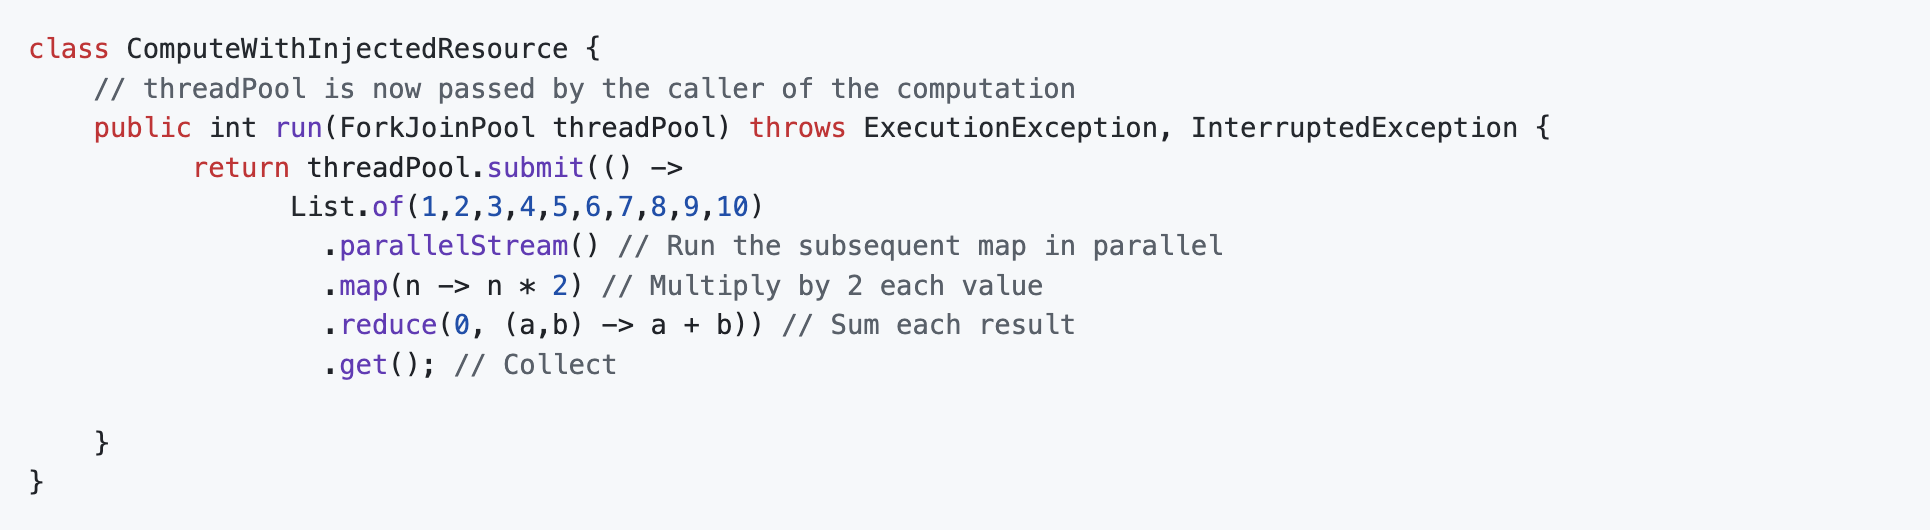 class ComputeWithInjectedResource {
    // threadPool is now passed by the caller of the computation
    public int run(ForkJoinPool threadPool) throws ExecutionException, InterruptedException {
          return threadPool.submit(() ->
                List.of(1,2,3,4,5,6,7,8,9,10)
                  .parallelStream() // Run the subsequent map in parallel
                  .map(n -> n * 2) // Multiply by 2 each value
                  .reduce(0, (a,b) -> a + b)) // Sum each result
                  .get(); // Collect

    }
}